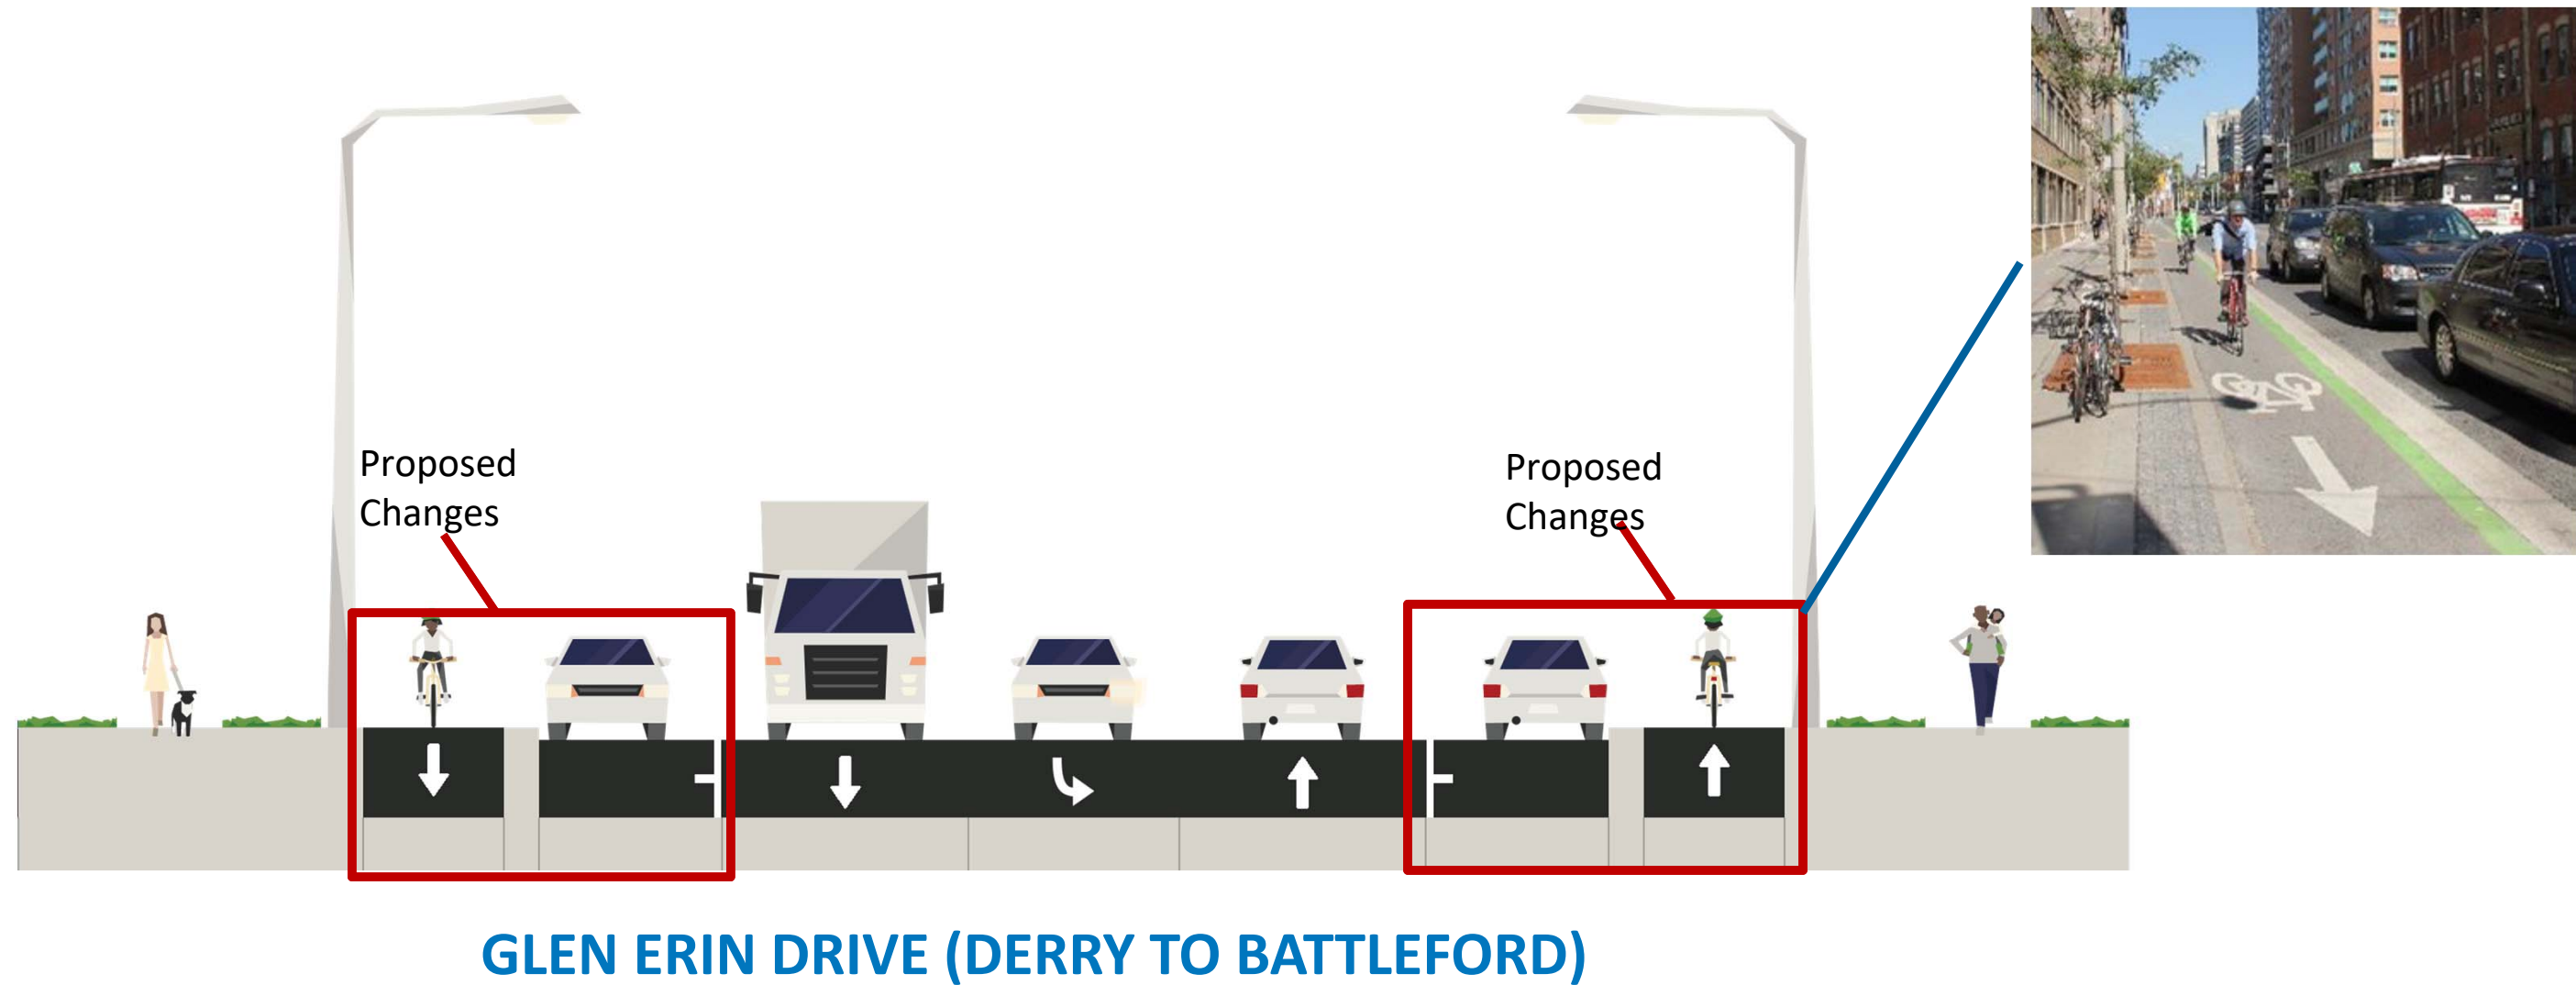 Proposed
Changes
Proposed
Changes
GLEN ERIN DRIVE (DERRY TO BATTLEFORD)